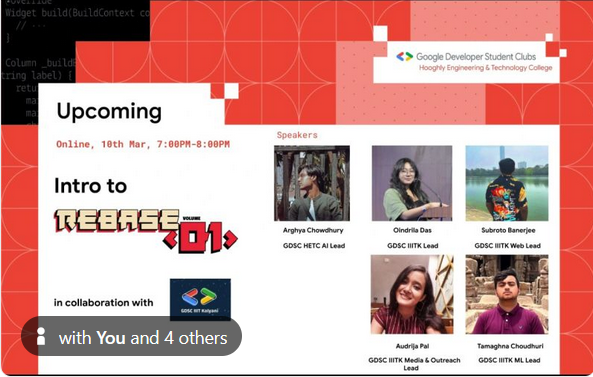 override
Widget build(BuildContext co
// ...
}
Column _buildB
tring label) {
retu
Google Developer Student Clubs
Hooghly Engineering & Technology College
Upcoming
Online, 10th Mar, 7:00PM-8:00PM
Intro to
REBASE
VOLUME
<01>
in collaboration with
GDSC IIIT Kalyani
Speakers
Arghya Chowdhury
GDSC HETC AI Lead
Oindrila Das
GDSC IIITK Lead
Subroto Banerjee
GDSC IIITK Web Lead
Audrija Pal
GDSC IIITK Media & Outreach
Lead
Tamaghna Choudhuri
GDSC IIITK ML Lead
with You and 4 others